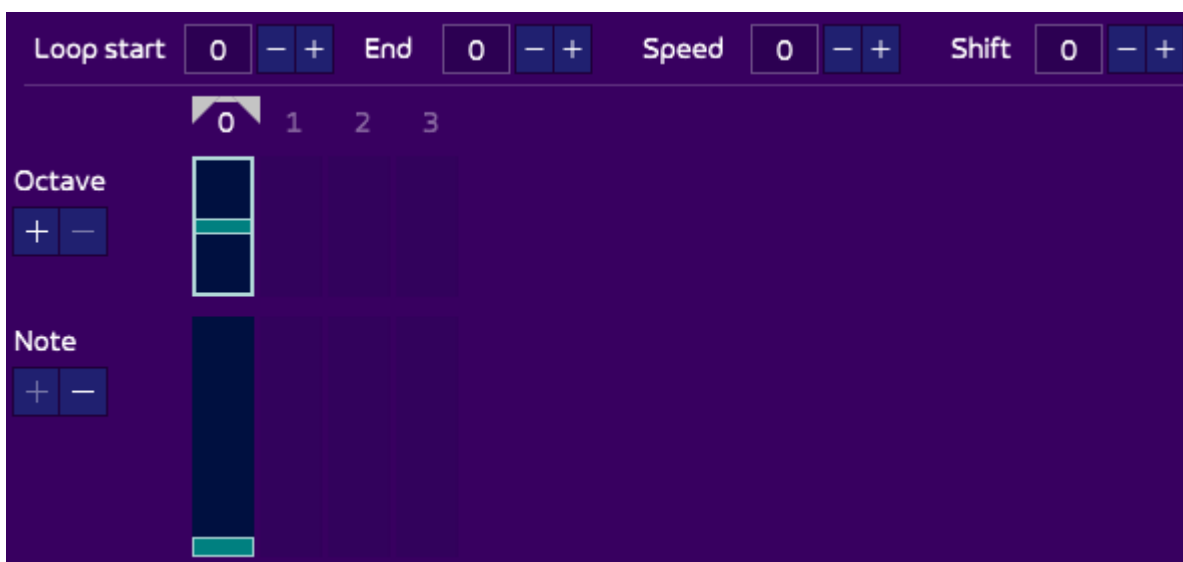 Loop start 0 − + End 0 − + Speed 0 − + Shift 0 − +
0 1 2 3
Octave
+ −
Note
+ −